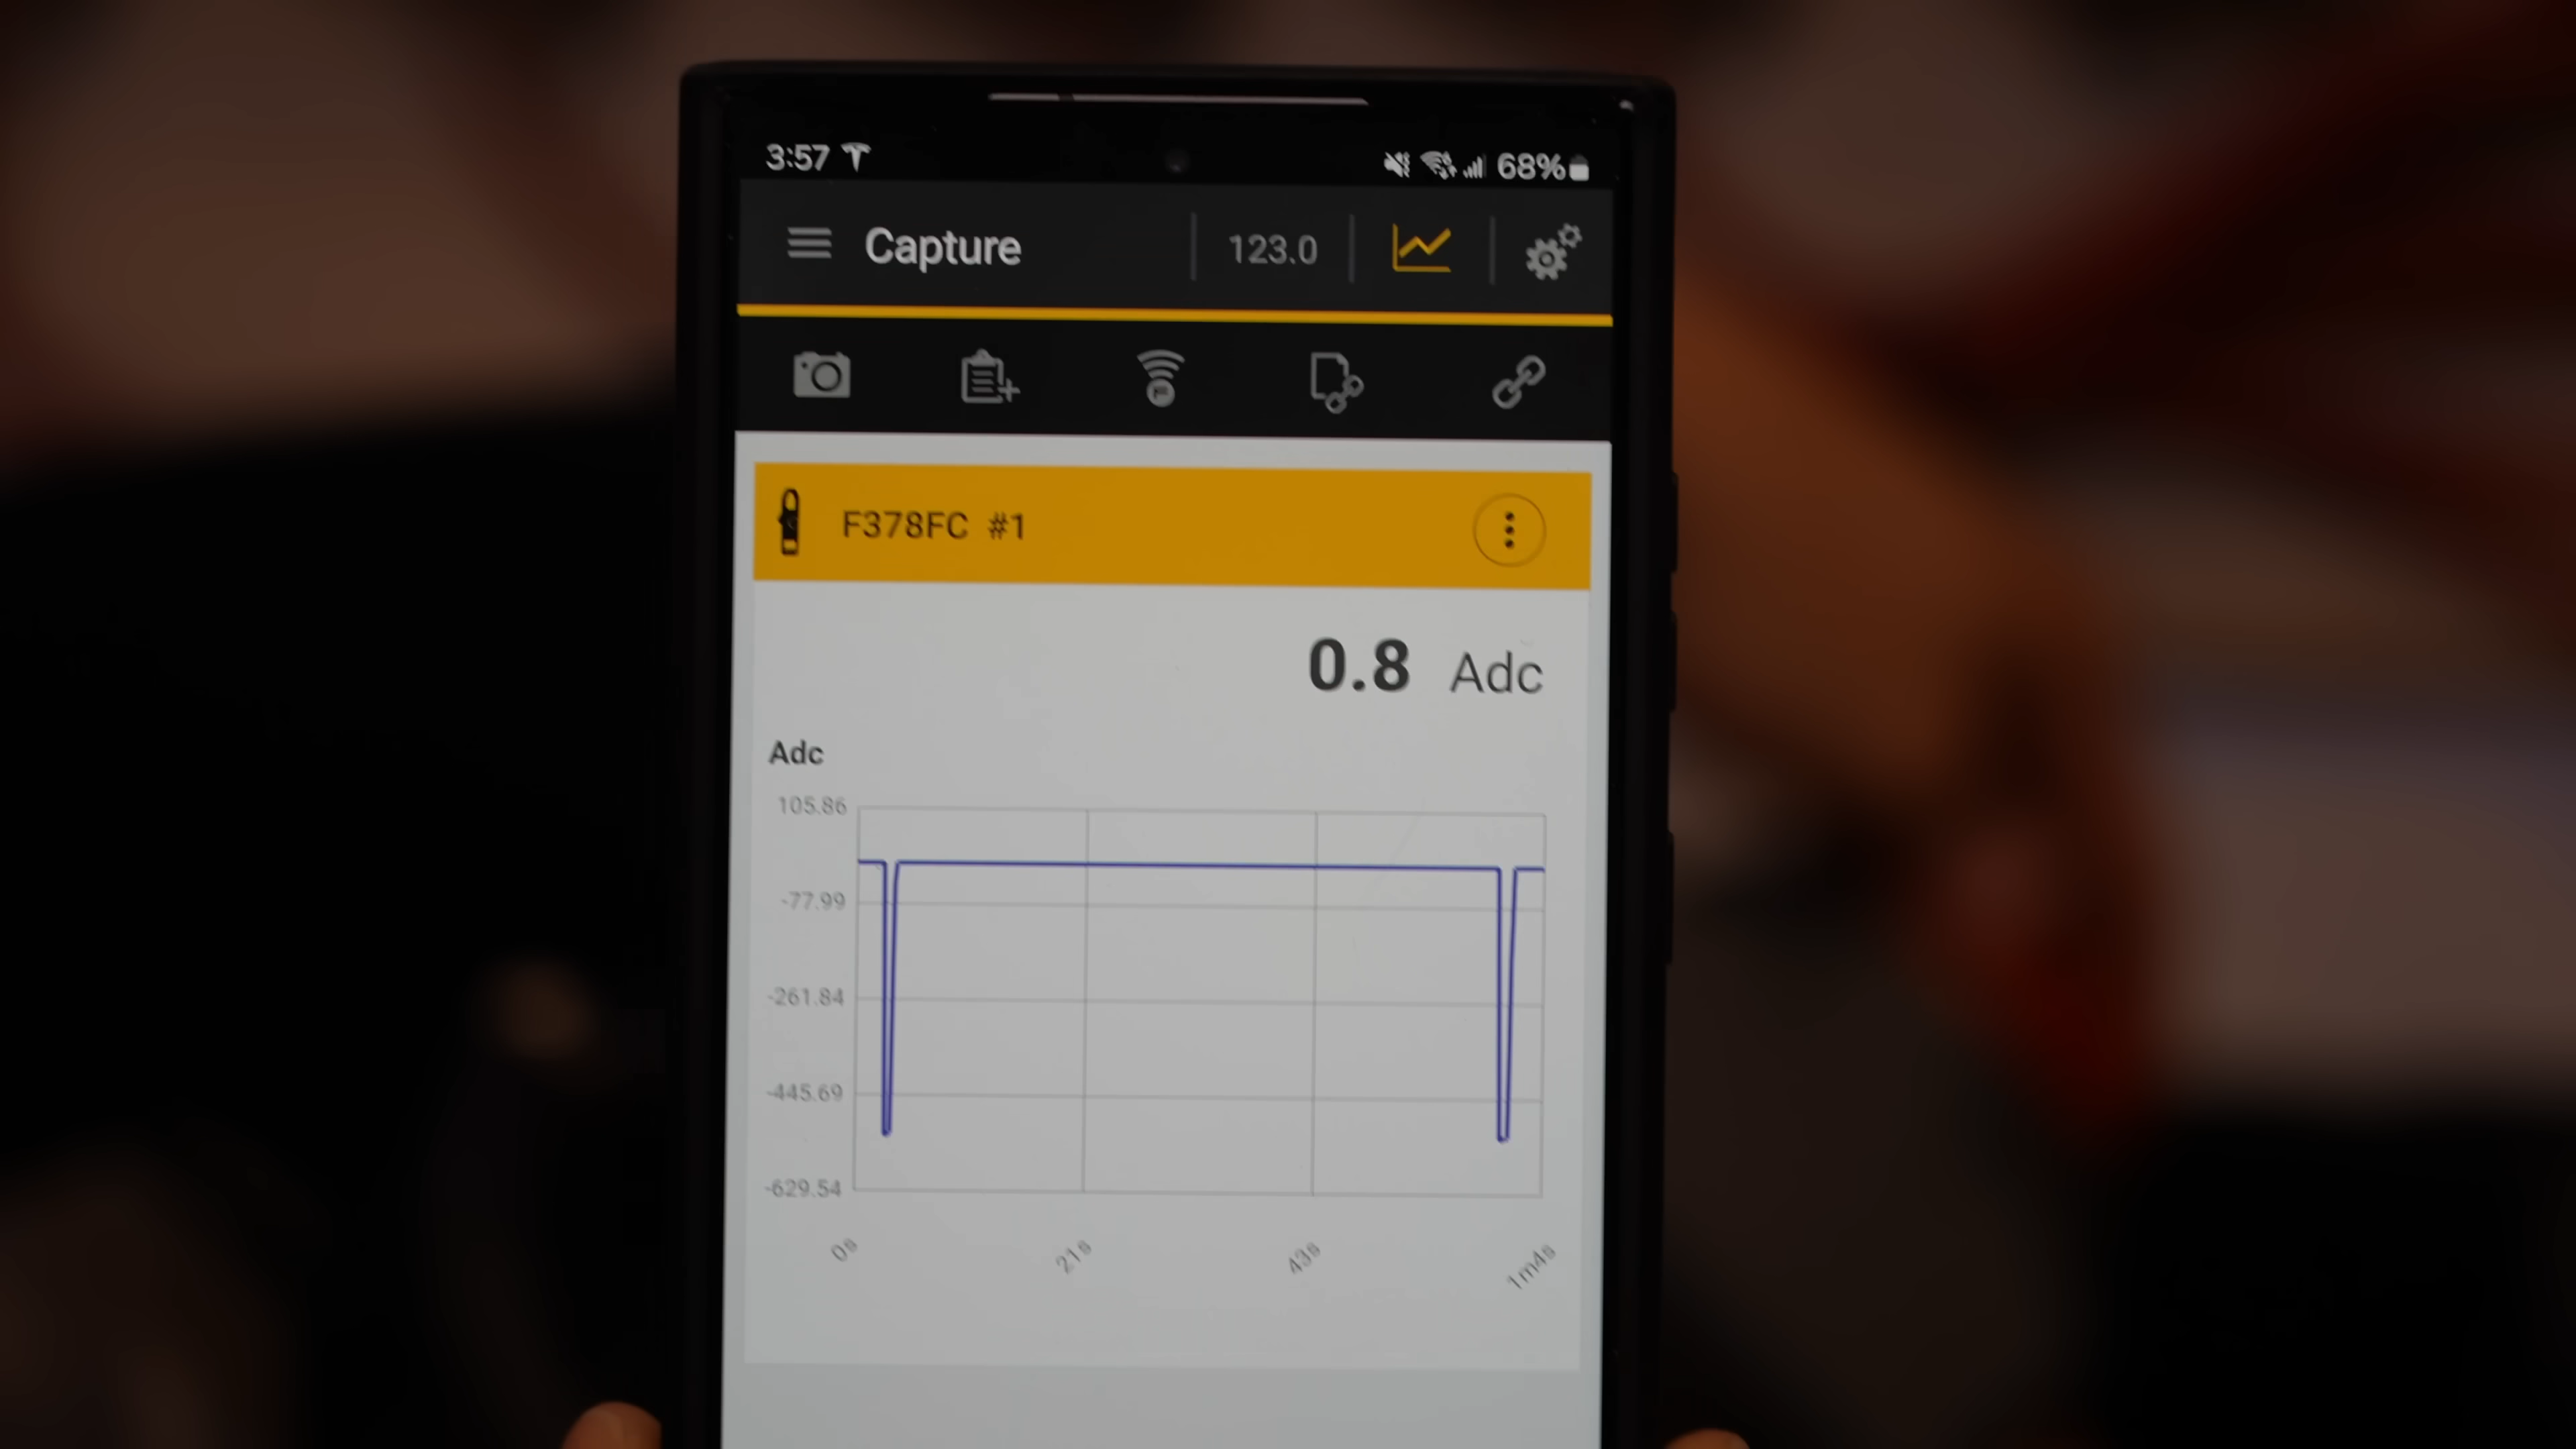 3:57 68%
Capture 123.0
F378FC #1
0.8 Adc
Adc
105.86
-77.99
-261.84
-445.69
-629.54
0s 21s 43s 1m4s